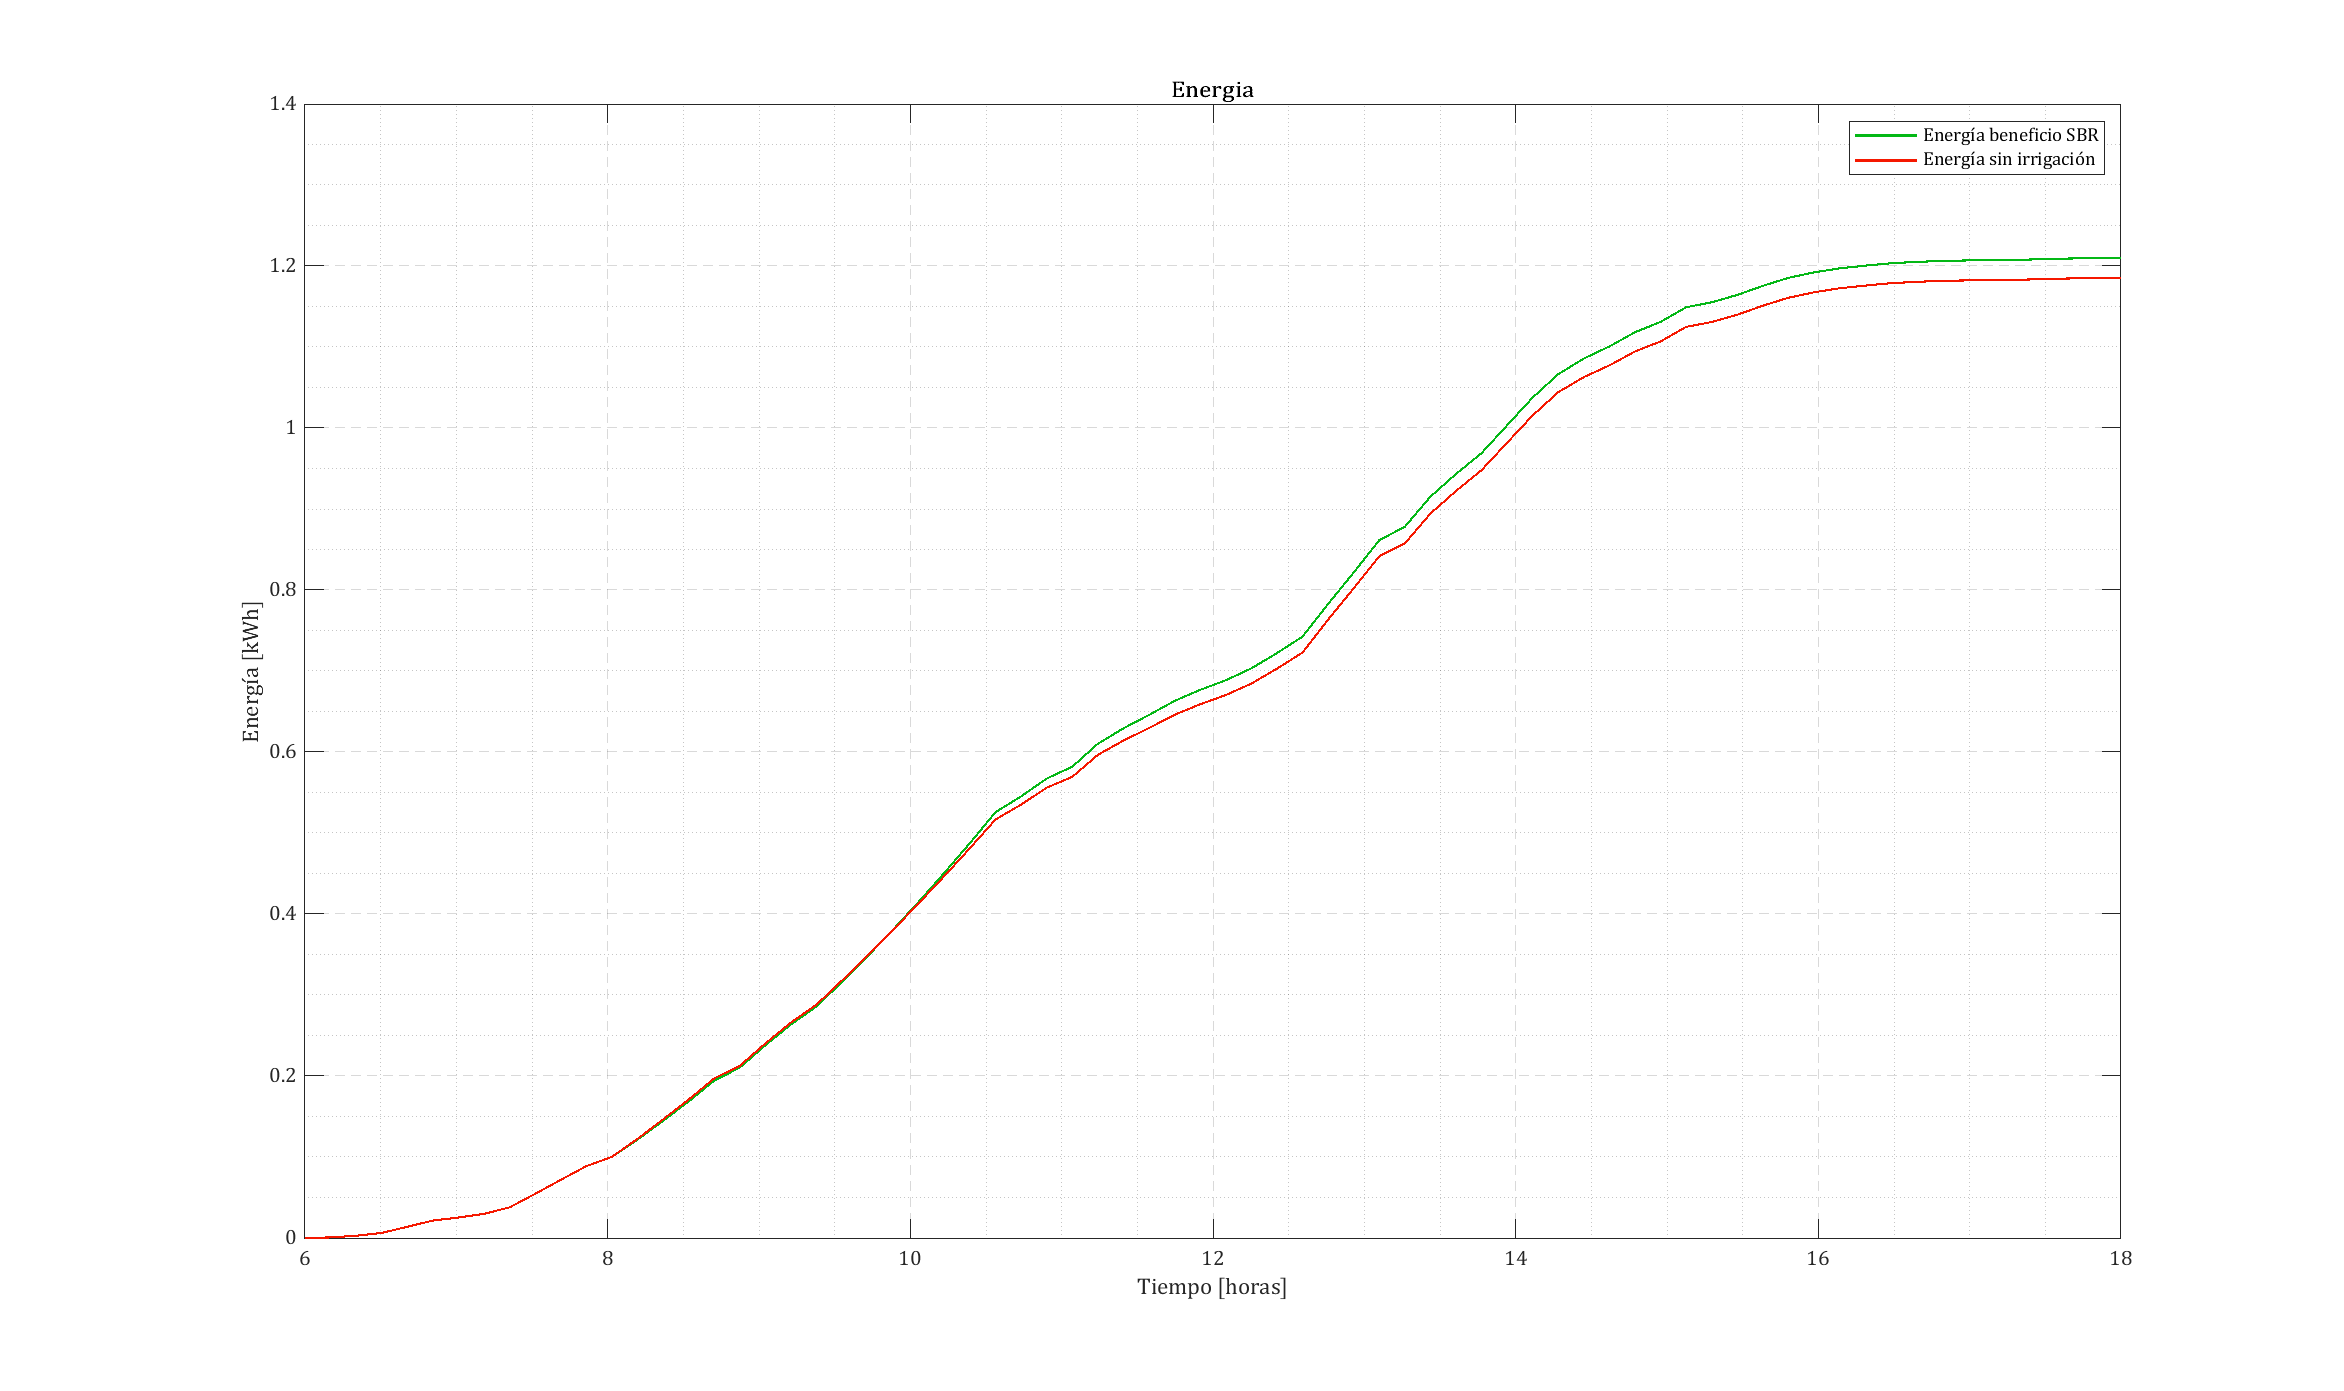 Energia
1.4
1.2
1
0.8
0.6
0.4
0.2
0
Energía [kWh]
Energía beneficio SBR
Energía sin irrigación
6 8 10 12 14 16 18
Tiempo [horas]